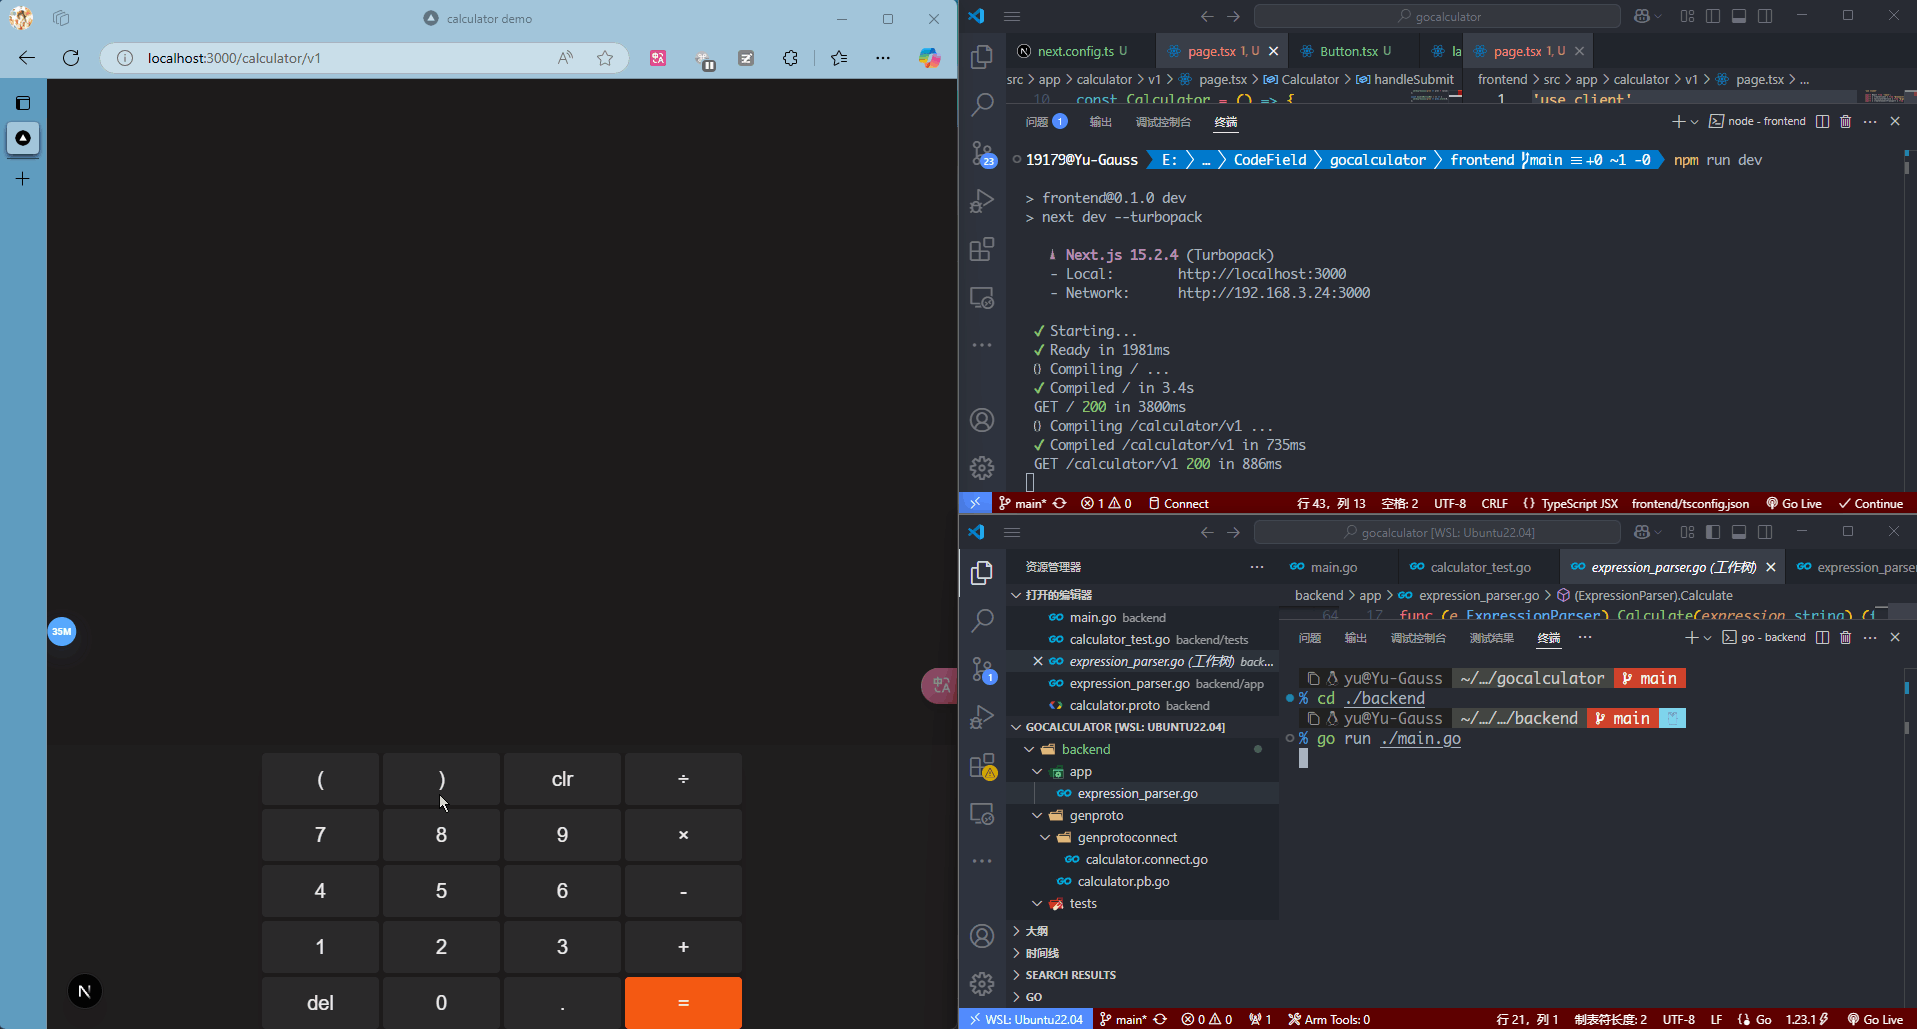 calculator demo
localhost:3000/calculator/v1
35M
( ) clr ÷
7 8 9 ×
4 5 6 -
1 2 3 +
del 0 . =
N
gocalculator
next.config.ts U
page.tsx 1, U
Button.tsx U
la
page.tsx 1, U
src > app > calculator > v1 > page.tsx > Calculator > handleSubmit
frontend > src > app > calculator > v1 > page.tsx > ...
10 const Calculator = () => {
1 'use client'
问题 1 输出 调试控制台 终端
node - frontend
23
19179@Yu-Gauss E: … CodeField gocalculator frontend main ≡ +0 ~1 -0 npm run dev
> frontend@0.1.0 dev
> next dev --turbopack
Next.js 15.2.4 (Turbopack)
- Local: http://localhost:3000
- Network: http://192.168.3.24:3000
✓ Starting...
✓ Ready in 1981ms
○ Compiling / ...
✓ Compiled / in 3.4s
GET / 200 in 3800ms
○ Compiling /calculator/v1 ...
✓ Compiled /calculator/v1 in 735ms
GET /calculator/v1 200 in 886ms
main* 1 0 Connect 行 43，列 13 空格: 2 UTF-8 CRLF {} TypeScript JSX frontend/tsconfig.json Go Live Continue
gocalculator [WSL: Ubuntu22.04]
资源管理器
main.go
calculator_test.go
expression_parser.go (工作树)
expression_parse
backend > app > expression_parser.go > (ExpressionParser).Calculate
64 17 func (e ExpressionParser) Calculate(expression string) (f
打开的编辑器
main.go backend
calculator_test.go backend/tests
expression_parser.go (工作树) back...
expression_parser.go backend/app
calculator.proto backend
1
GOCALCULATOR [WSL: UBUNTU22.04]
backend
app
expression_parser.go
genproto
genprotoconnect
calculator.connect.go
calculator.pb.go
tests
大纲
时间线
SEARCH RESULTS
GO
问题 输出 调试控制台 测试结果 终端
go - backend
yu@Yu-Gauss ~/…/gocalculator main
% cd ./backend
yu@Yu-Gauss ~/…/…/backend main
% go run ./main.go
WSL: Ubuntu22.04 main* 0 0 1 Arm Tools: 0 行 21，列 1 制表符长度: 2 UTF-8 LF Go 1.23.1 Go Live